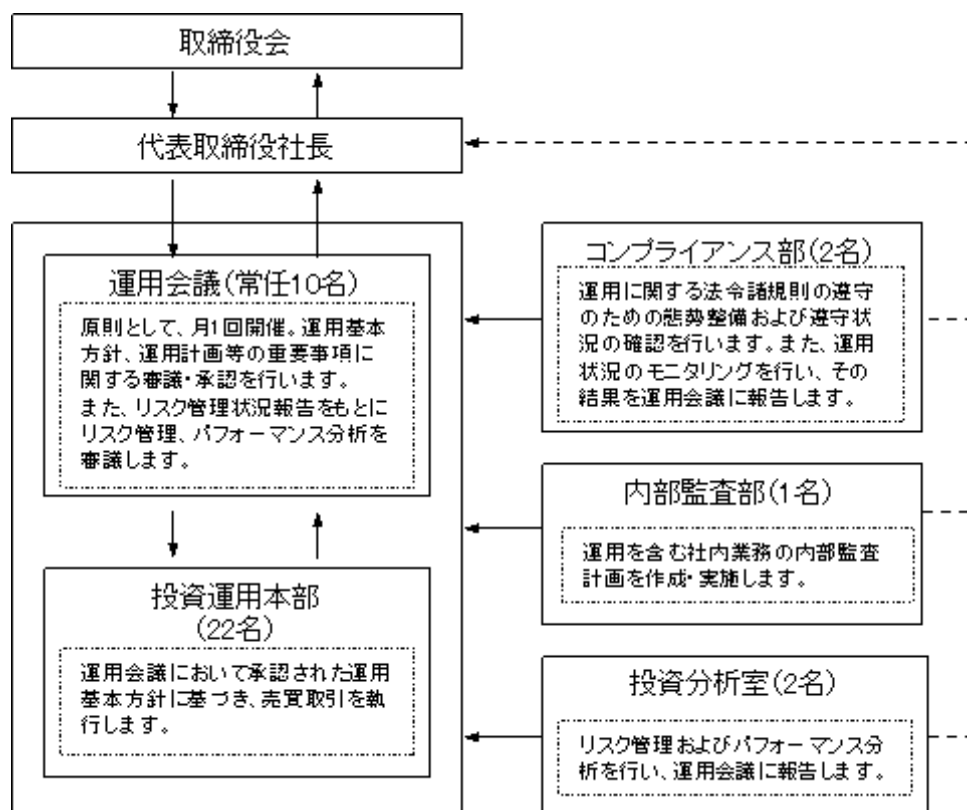 取締役会
代表取締役社長
運用会議(常任10名)
原則として、月1回開催。運用基本
方針、運用計画等の重要事項に
関する審議・承認を行います。
また、リスク管理状況報告をもとに
リスク管理、パフォーマンス分析を
審議します。
投資運用本部
(22名)
運用会議において承認された運用
基本方針に基づき、売買取引を執
行します。
コンプライアンス部(2名)
運用に関する法令諸規則の遵守
のための態勢整備および遵守状
況の確認を行います。また、運用
状況のモニタリングを行い、その
結果を運用会議に報告します。
内部監査部(1名)
運用を含む社内業務の内部監査
計画を作成・実施します。
投資分析室(2名)
リスク管理およびパフォーマンス分
析を行い、運用会議に報告します。